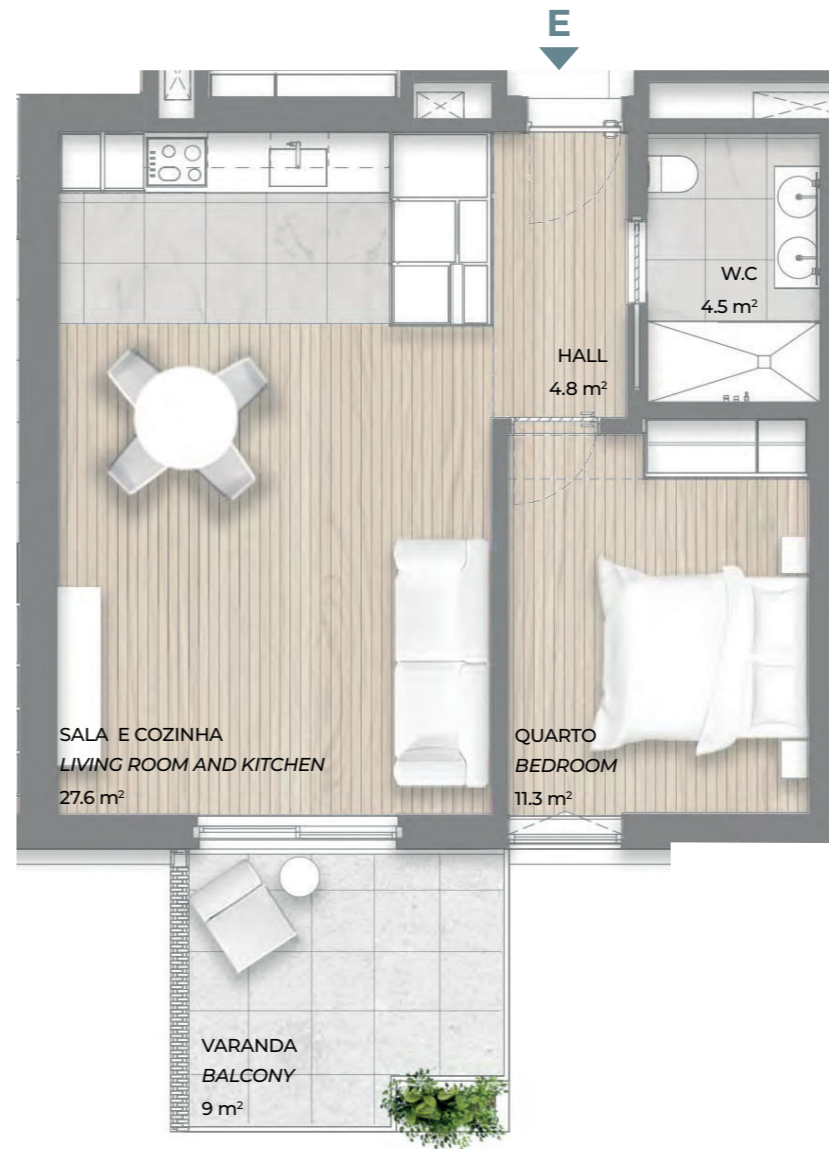 E
W.C
4.5 m²
HALL
4.8 m²
SALA E COZINHA
LIVING ROOM AND KITCHEN
27.6 m²
QUARTO
BEDROOM
11.3 m²
VARANDA
BALCONY
9 m²